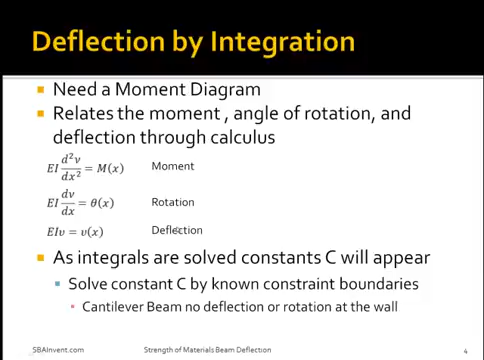 Deflection by Integration
Need a Moment Diagram
Relates the moment , angle of rotation, and
deflection through calculus
EI d²v/dx² = M(x) Moment
EI dv/dx = θ(x) Rotation
EIv = v(x) Deflection
As integrals are solved constants C will appear
Solve constant C by known constraint boundaries
Cantilever Beam no deflection or rotation at the wall
SBAInvent.com Strength of Materials Beam Deflection 4